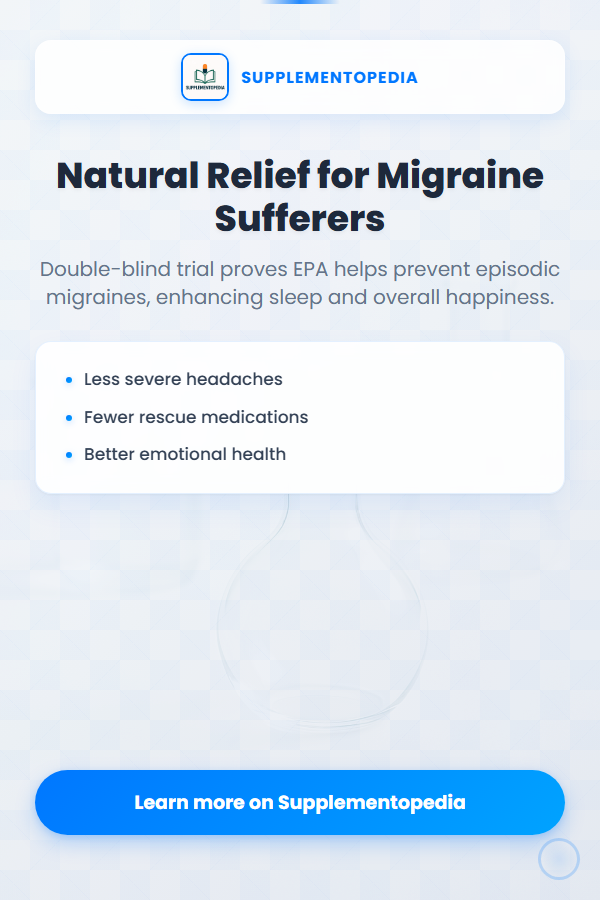 SUPPLEMENTOPEDIA
SUPPLEMENTOPEDIA
Natural Relief for Migraine
Sufferers
Double-blind trial proves EPA helps prevent episodic
migraines, enhancing sleep and overall happiness.
Less severe headaches
Fewer rescue medications
Better emotional health
Learn more on Supplementopedia